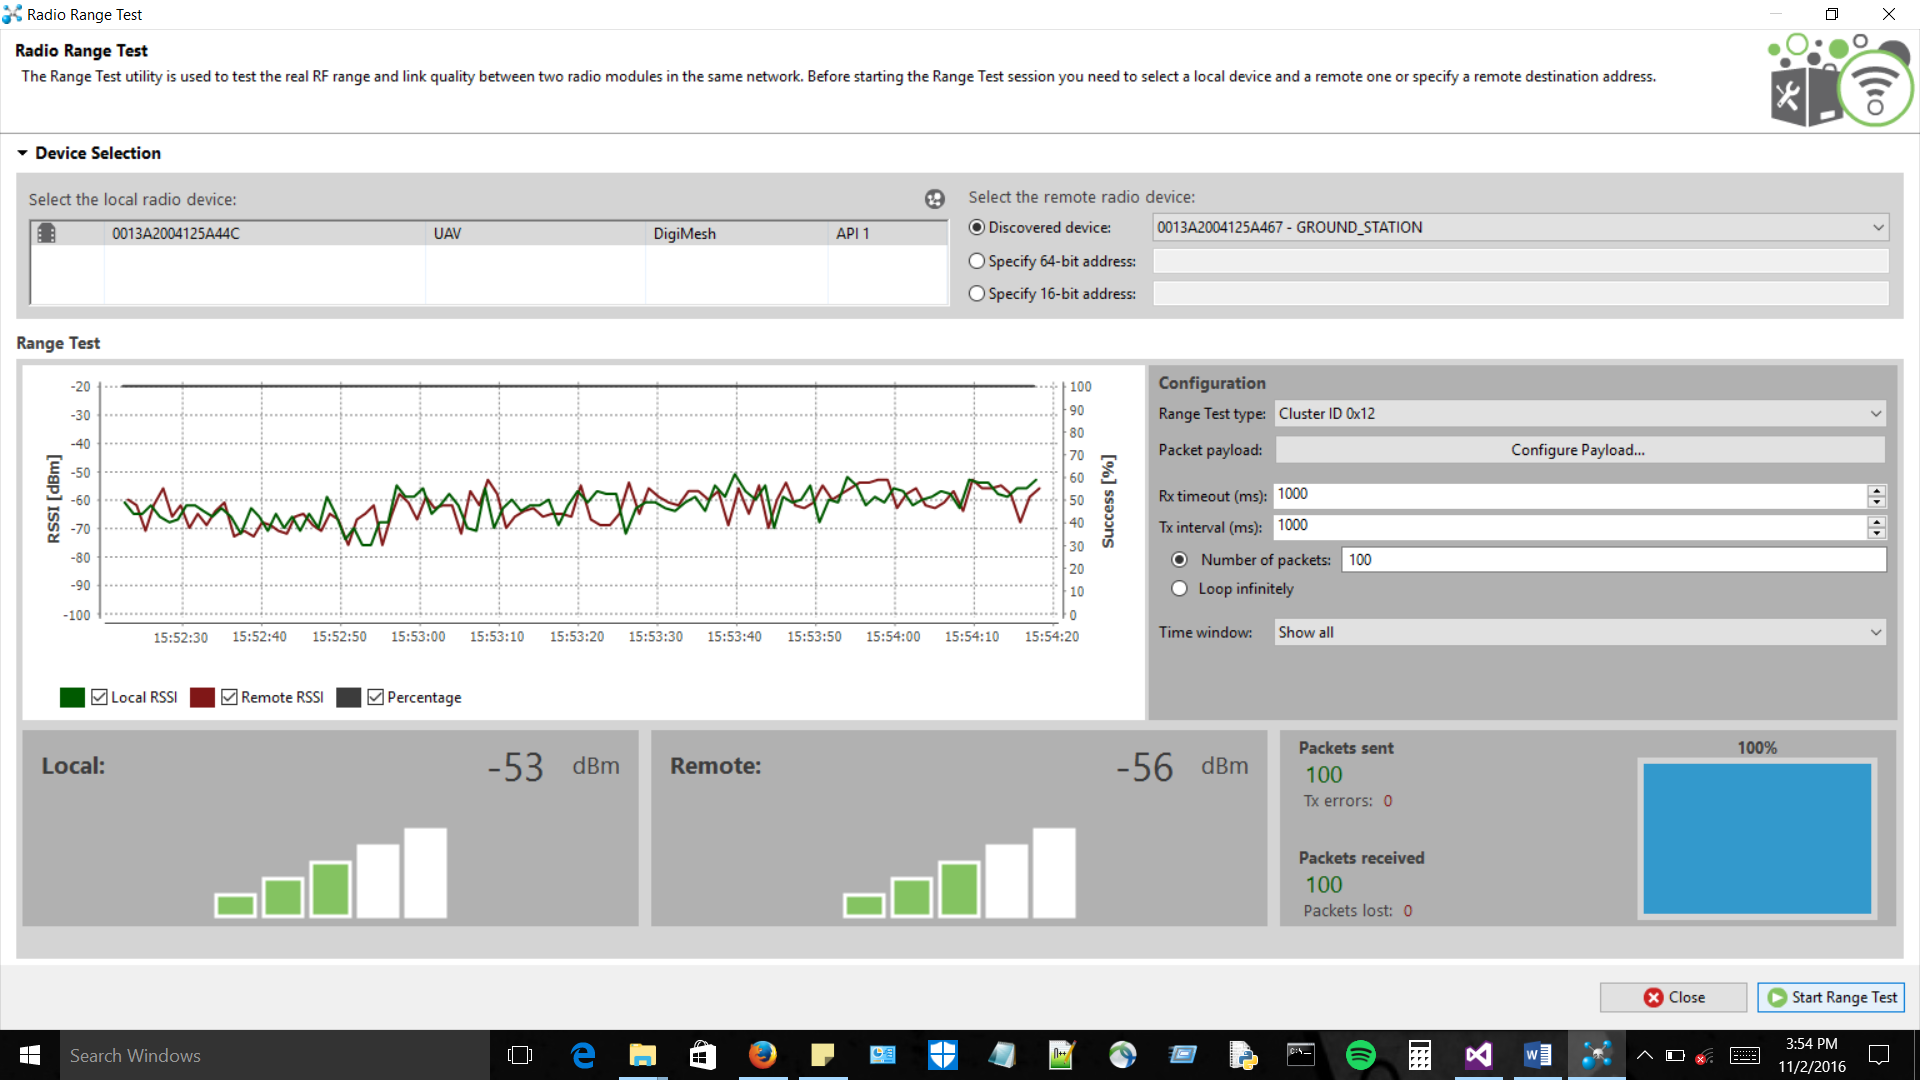 Radio Range Test
Radio Range Test
The Range Test utility is used to test the real RF range and link quality between two radio modules in the same network. Before starting the Range Test session you need to select a local device and a remote one or specify a remote destination address.
Device Selection
Select the local radio device:
0013A2004125A44C UAV DigiMesh API 1
Select the remote radio device:
Discovered device: 0013A2004125A467 - GROUND_STATION
Specify 64-bit address:
Specify 16-bit address:
Range Test
RSSI [dBm]
-20
-30
-40
-50
-60
-70
-80
-90
-100
100
90
80
70
60
50
40
30
20
10
0
Success [%]
15:52:30 15:52:40 15:52:50 15:53:00 15:53:10 15:53:20 15:53:30 15:53:40 15:53:50 15:54:00 15:54:10 15:54:20
Local RSSI Remote RSSI Percentage
Configuration
Range Test type: Cluster ID 0x12
Packet payload: Configure Payload...
Rx timeout (ms): 1000
Tx interval (ms): 1000
Number of packets: 100
Loop infinitely
Time window: Show all
Local: -53 dBm
Remote: -56 dBm
Packets sent
100
Tx errors: 0
Packets received
100
Packets lost: 0
100%
Close
Start Range Test
Search Windows
3:54 PM
11/2/2016